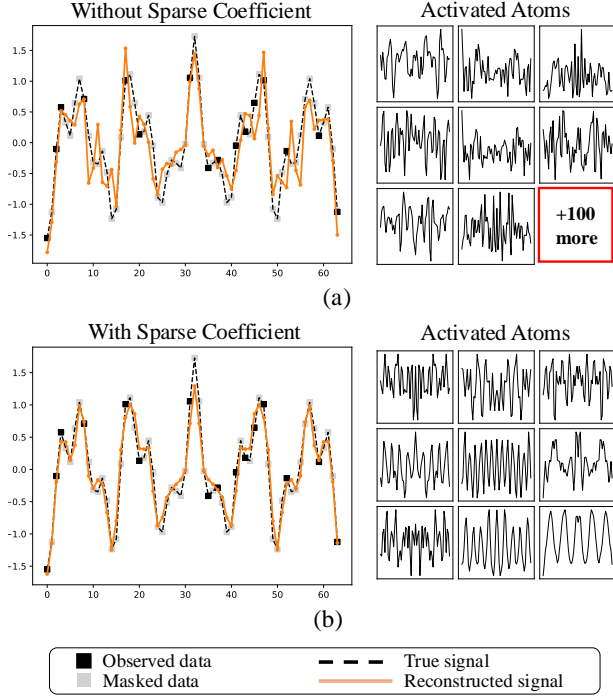 Without Sparse Coefficient
Activated Atoms
1.5
1.0
0.5
0.0
−0.5
−1.0
−1.5
0 10 20 30 40 50 60
+100
more
(a)
With Sparse Coefficient
Activated Atoms
1.5
1.0
0.5
0.0
−0.5
−1.0
−1.5
0 10 20 30 40 50 60
(b)
Observed data
True signal
Masked data
Reconstructed signal